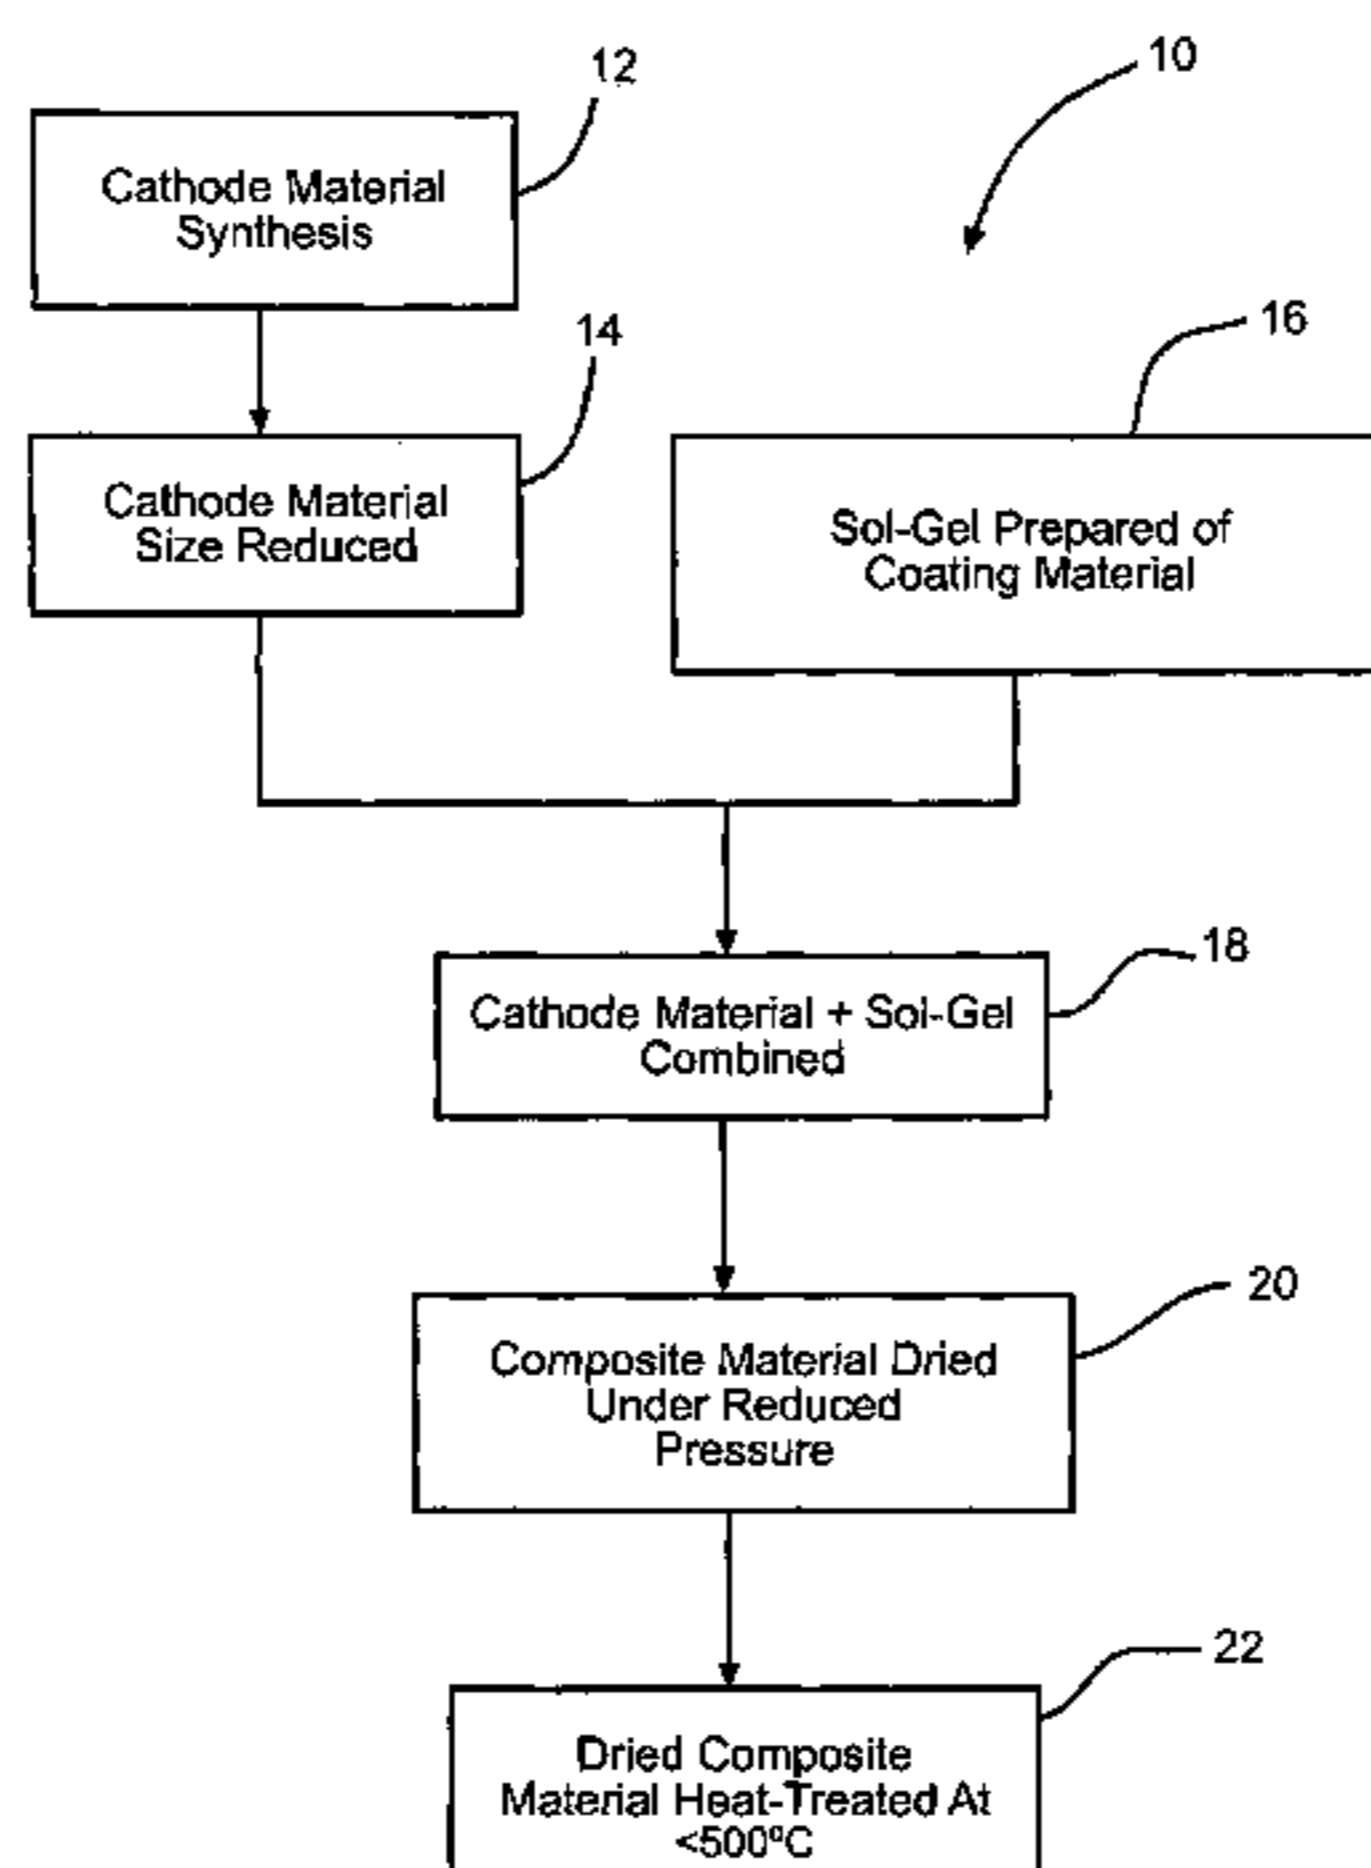 10
12
Cathode Material
Synthesis
14
Cathode Material
Size Reduced
16
Sol-Gel Prepared of
Coating Material
18
Cathode Material + Sol-Gel
Combined
20
Composite Material Dried
Under Reduced
Pressure
22
Dried Composite
Material Heat-Treated At
<500ºC